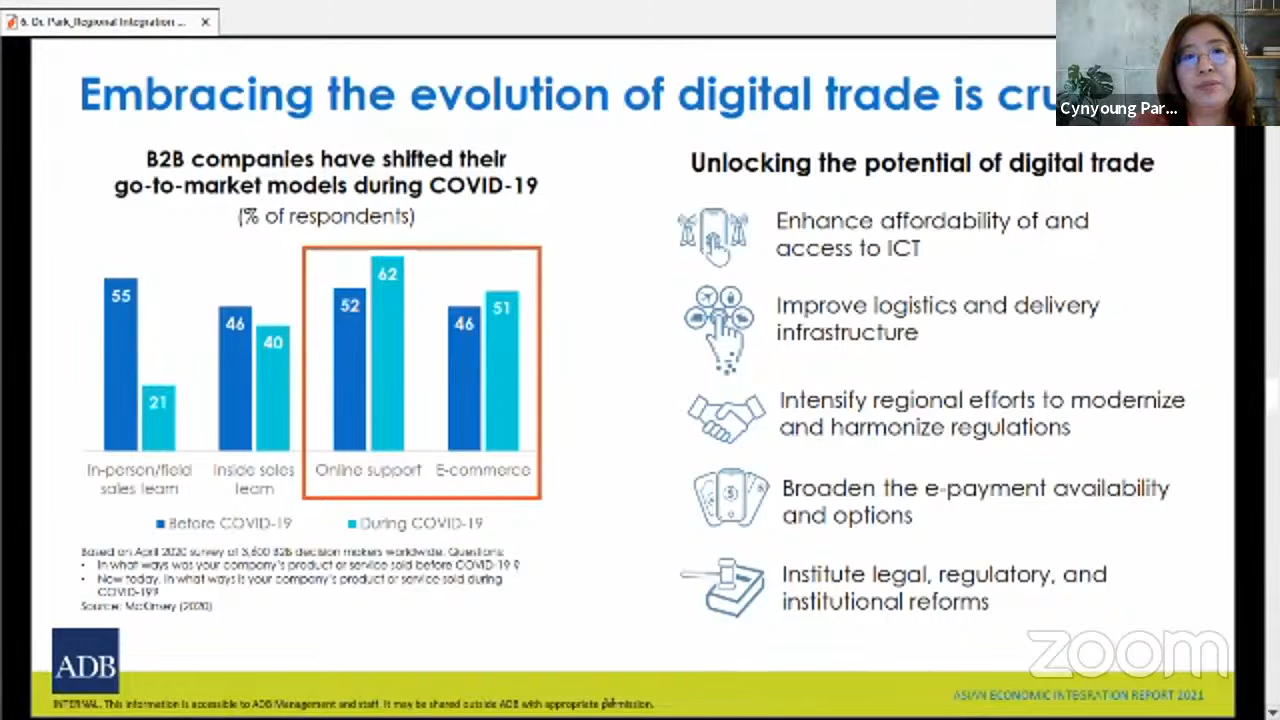 6. Dr. Park_Regional Integration ...
Embracing the evolution of digital trade is cru
Cynyoung Par...
B2B companies have shifted their
go-to-market models during COVID-19
(% of respondents)
55
21
46
40
52
62
46
51
In-person/field
sales team
Inside sales
team
Online support
E-commerce
Before COVID-19
During COVID-19
Based on April 2020 survey of 3,600 B2B decision makers worldwide. Questions:
• In what ways was your company's product or service sold before COVID-19?
• Now today, in what ways is your company's product or service sold during
COVID-19?
Source: McKinsey (2020)
Unlocking the potential of digital trade
Enhance affordability of and
access to ICT
Improve logistics and delivery
infrastructure
Intensify regional efforts to modernize
and harmonize regulations
Broaden the e-payment availability
and options
Institute legal, regulatory, and
institutional reforms
zoom
ADB
INTERNAL. This information is accessible to ADB Management and staff. It may be shared outside ADB with appropriate permission.
ASIAN ECONOMIC INTEGRATION REPORT 2021